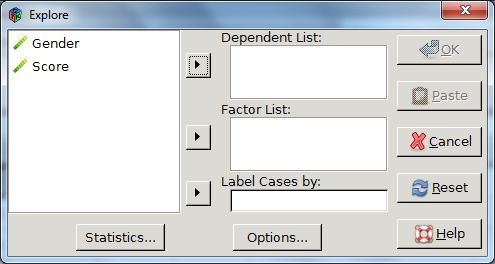 Explore
Gender
Score
Dependent List:
Factor List:
Label Cases by:
OK
Paste
Cancel
Reset
Help
Statistics...
Options...